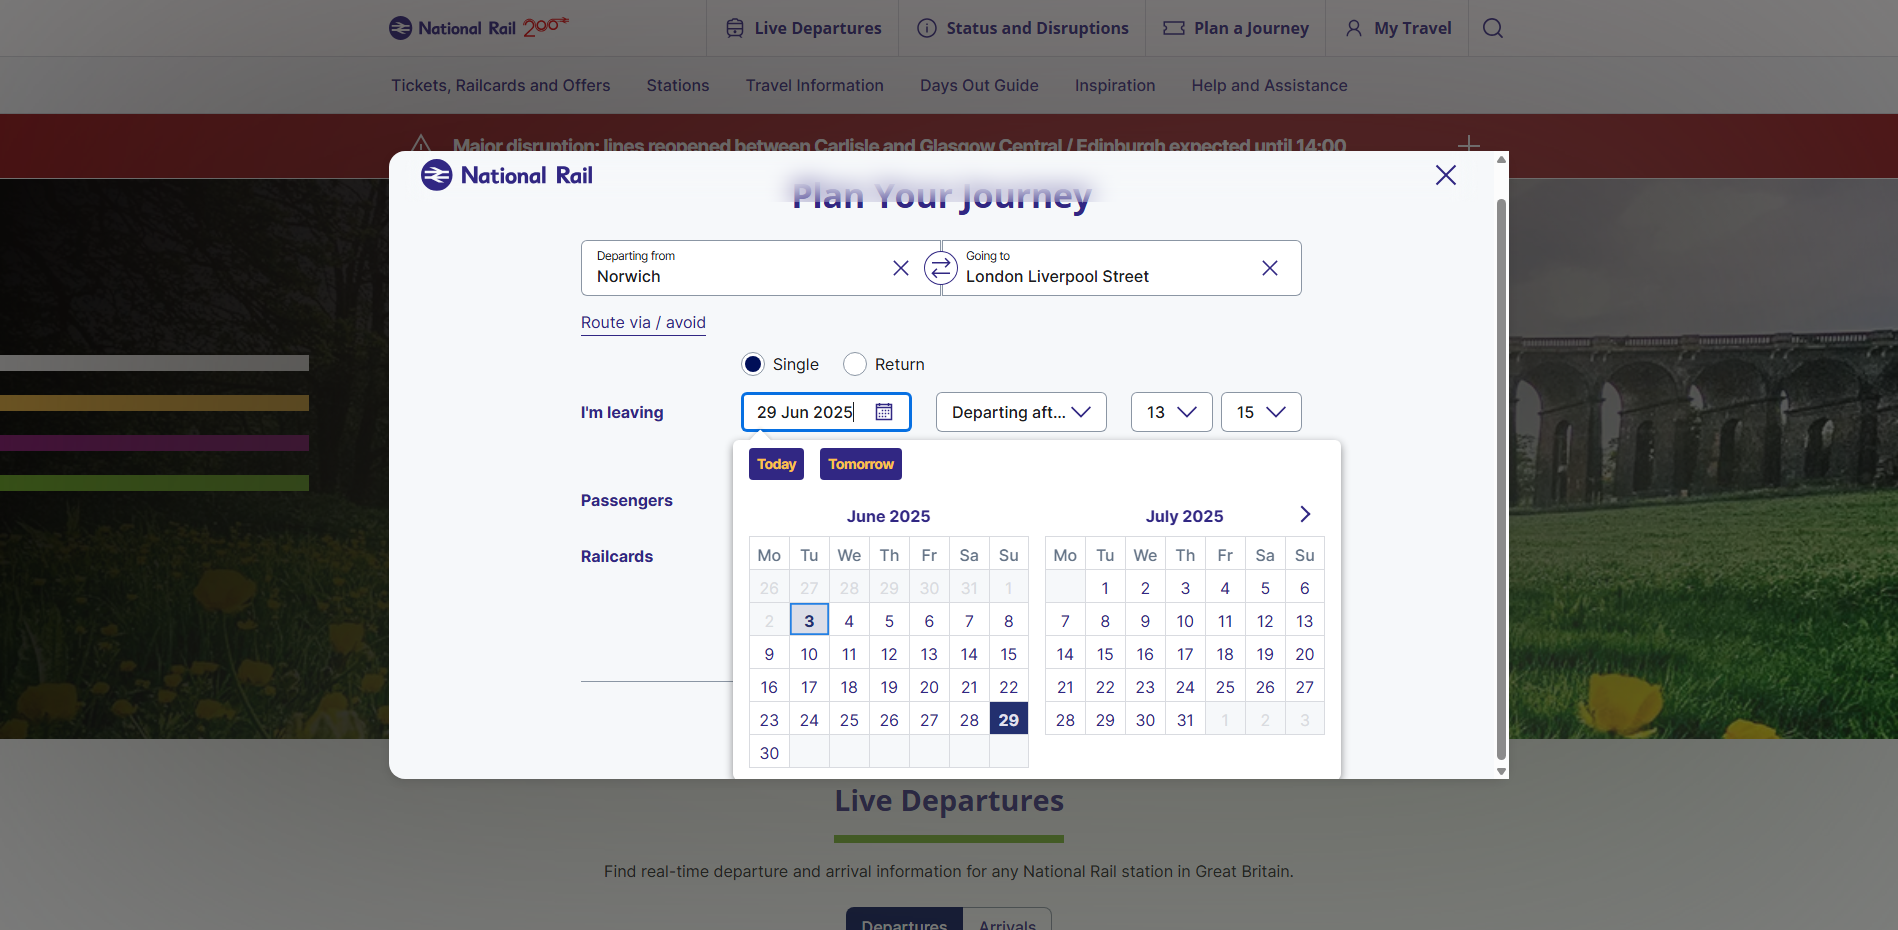 National Rail 200
Live Departures
Status and Disruptions
Plan a Journey
My Travel
Tickets, Railcards and Offers
Stations
Travel Information
Days Out Guide
Inspiration
Help and Assistance
Major disruption: lines reopened between Carlisle and Glasgow Central / Edinburgh expected until 14:00
National Rail
Plan Your Journey
Departing from
Norwich
Going to
London Liverpool Street
Route via / avoid
Single
Return
I'm leaving
29 Jun 2025
Departing aft...
13
15
Today
Tomorrow
Passengers
Railcards
June 2025
Mo Tu We Th Fr Sa Su
26 27 28 29 30 31 1
2 3 4 5 6 7 8
9 10 11 12 13 14 15
16 17 18 19 20 21 22
23 24 25 26 27 28 29
30
July 2025
Mo Tu We Th Fr Sa Su
1 2 3 4 5 6
7 8 9 10 11 12 13
14 15 16 17 18 19 20
21 22 23 24 25 26 27
28 29 30 31 1 2 3
Live Departures
Find real-time departure and arrival information for any National Rail station in Great Britain.
Departures
Arrivals